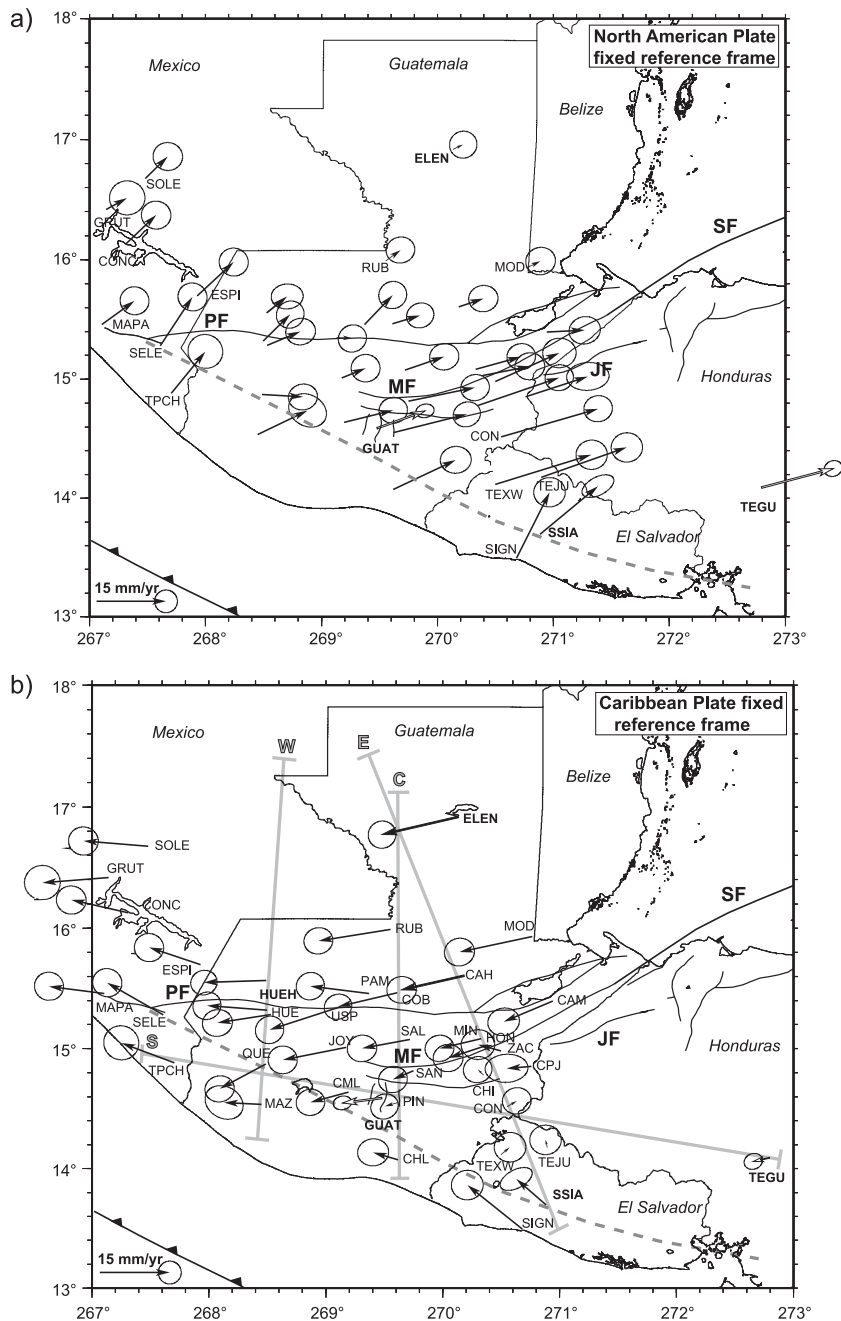 a)
18°
North American Plate
fixed reference frame
Mexico
Guatemala
Belize
17°
ELEN
SOLE
GRUT
SF
16°
CONC
RUB
MOD
ESPI
MAPA
PF
SELE
15°
JF
Honduras
TPCH
MF
CON
GUAT
14°
TEXW
TEJU
TEGU
SSIA
El Salvador
SIGN
15 mm/yr
13°
267° 268° 269° 270° 271° 272° 273°
b)
18°
Caribbean Plate fixed
reference frame
Mexico
W
E
Guatemala
C
Belize
17°
ELEN
SOLE
GRUT
SF
CONC
16°
RUB
MOD
ESPI
PF
HUEH
PAM
CAH
MAPA
HUE
USP
COB
CAM
SELE
S
15°
QUE
JOY
SAL
MIN
HON
JF
Honduras
TPCH
MF
SAN
ZAC
CPJ
CML
CHI
MAZ
PIN
CON
GUAT
CHL
TEXW
TEJU
14°
TEGU
SSIA
El Salvador
SIGN
15 mm/yr
13°
267° 268° 269° 270° 271° 272° 273°